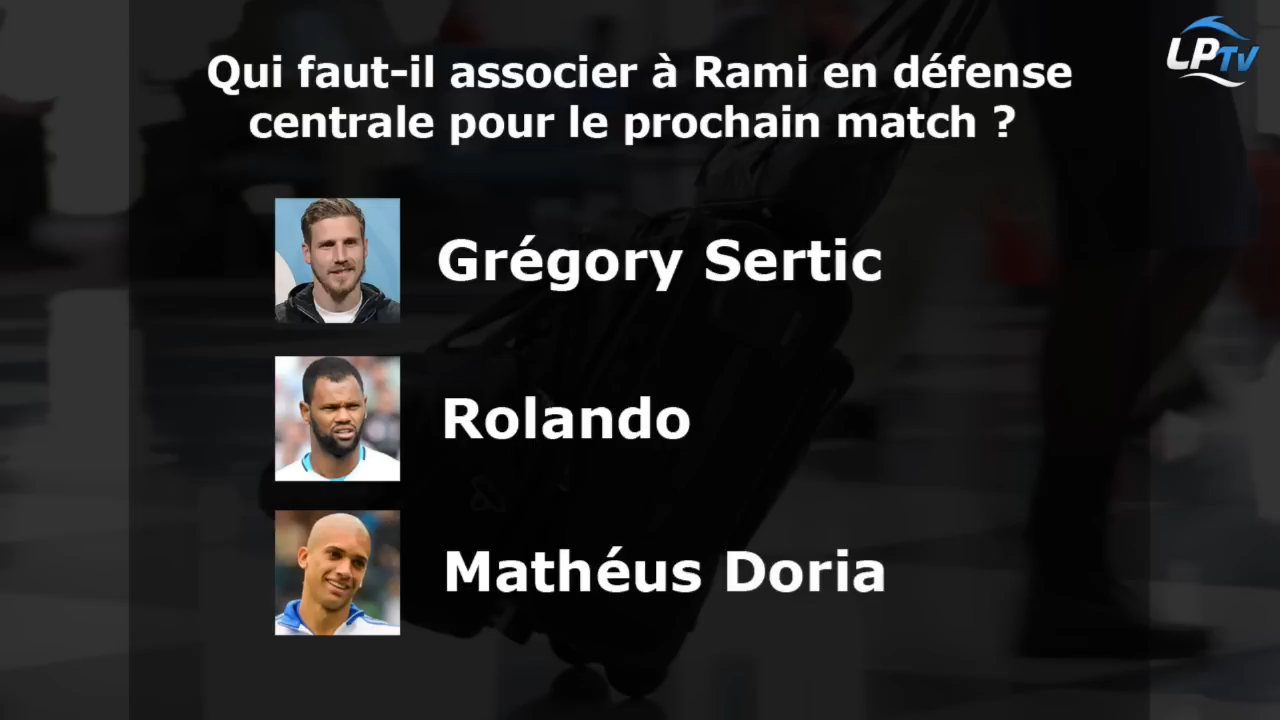 LPTV
Qui faut-il associer à Rami en défense
centrale pour le prochain match ?
Grégory Sertic
Rolando
Mathéus Doria